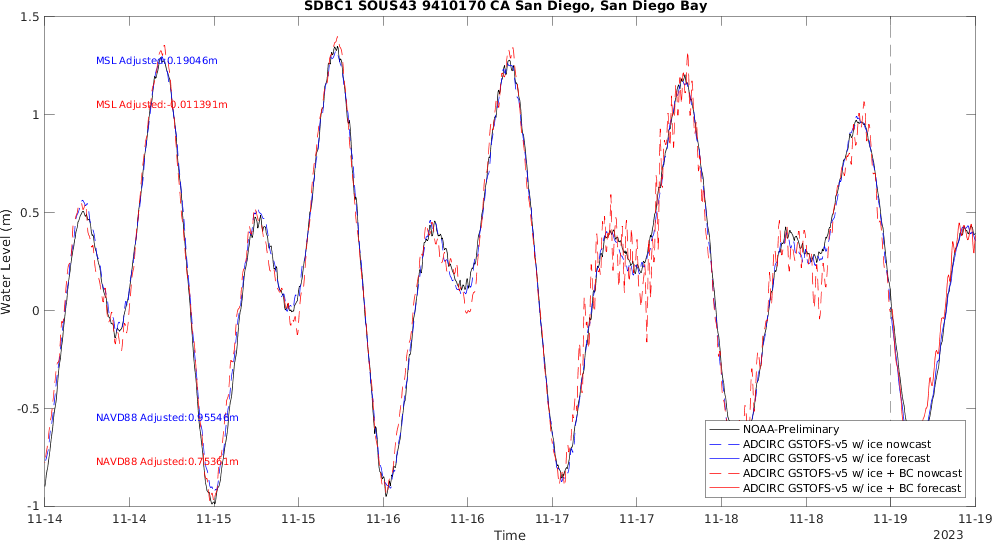 SDBC1 SOUS43 9410170 CA San Diego, San Diego Bay
1.5
1
0.5
0
-0.5
-1
Water Level (m)
MSL Adjusted:0.19046m
MSL Adjusted:-0.011391m
NAVD88 Adjusted:0.95546m
NAVD88 Adjusted:0.75361m
NOAA-Preliminary
ADCIRC GSTOFS-v5 w/ ice nowcast
ADCIRC GSTOFS-v5 w/ ice forecast
ADCIRC GSTOFS-v5 w/ ice + BC nowcast
ADCIRC GSTOFS-v5 w/ ice + BC forecast
11-14 11-14 11-15 11-15 11-16 11-16 11-17 11-17 11-18 11-18 11-19 11-19
Time
2023